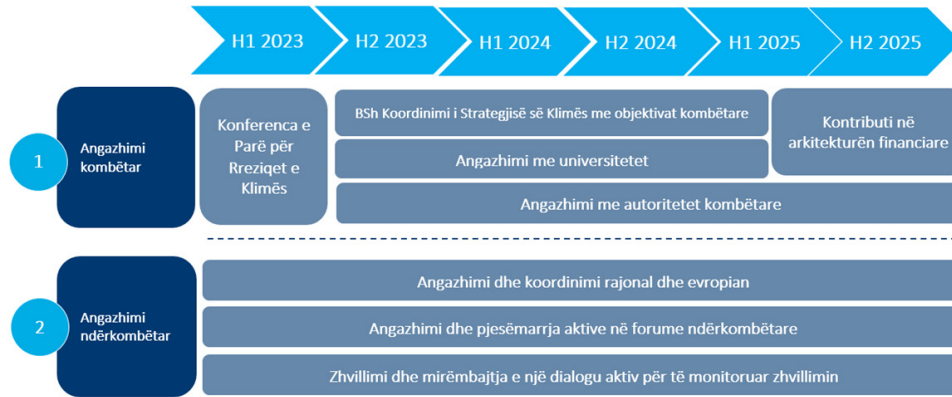 H1 2023
H2 2023
H1 2024
H2 2024
H1 2025
H2 2025
1
Angazhimi
kombëtar
Konferenca e
Parë për
Rreziqet e
Klimës
BSh Koordinimi i Strategjisë së Klimës me objektivat kombëtare
Angazhimi me universitetet
Angazhimi me autoritetet kombëtare
Kontributi në
arkitekturën financiare
2
Angazhimi
ndërkombëtar
Angazhimi dhe koordinimi rajonal dhe evropian
Angazhimi dhe pjesëmarrja aktive në forume ndërkombëtare
Zhvillimi dhe mirëmbajtja e një dialogu aktiv për të monitoruar zhvillimin